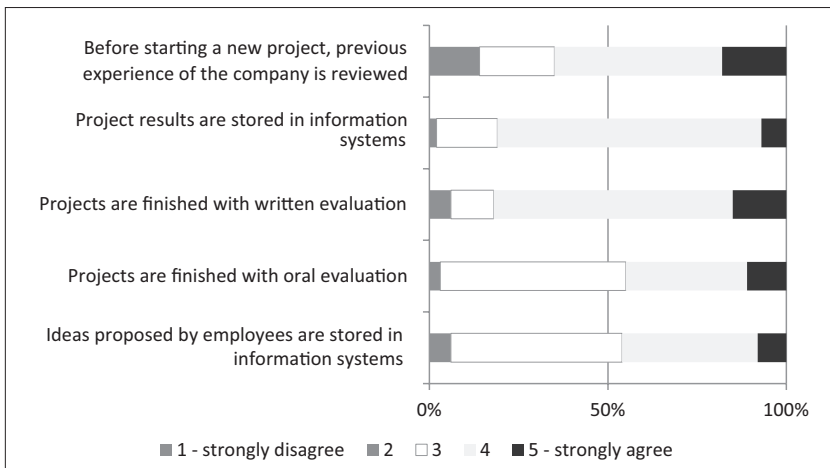 Before starting a new project, previous
experience of the company is reviewed
Project results are stored in information
systems
Projects are finished with written evaluation
Projects are finished with oral evaluation
Ideas proposed by employees are stored in
information systems
0% 50% 100%
1 - strongly disagree 2 3 4 5 - strongly agree